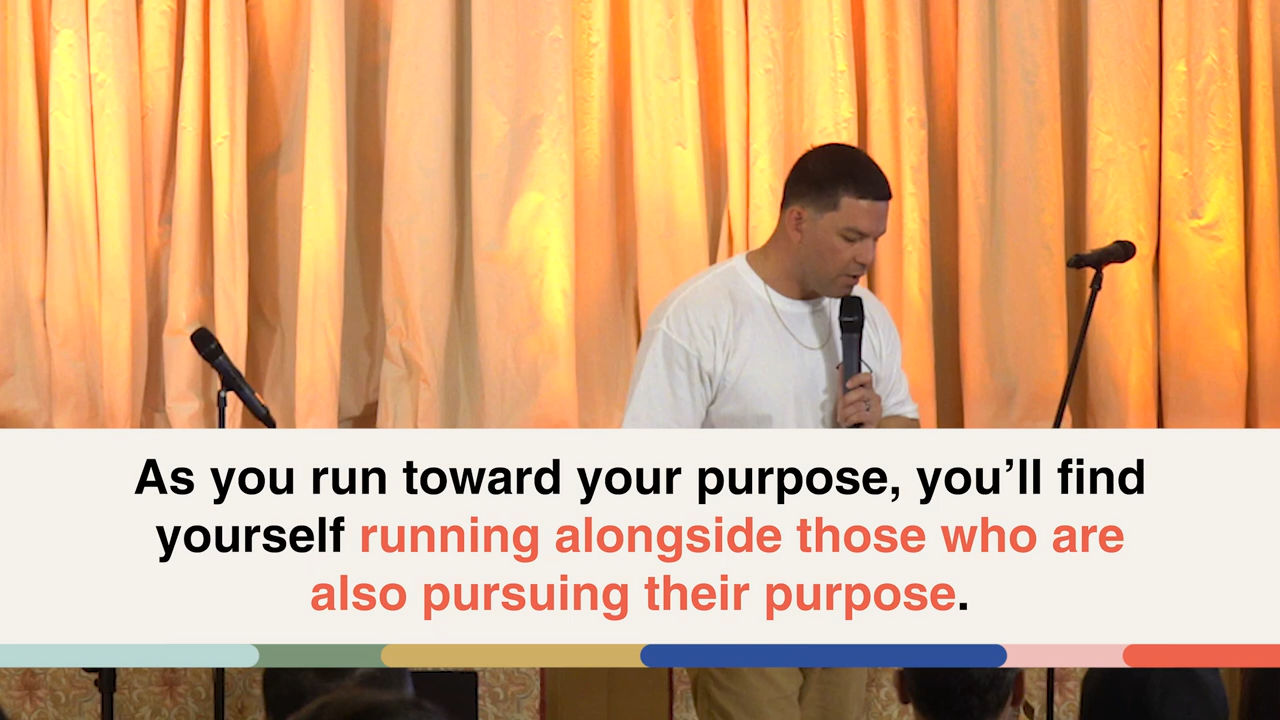 As you run toward your purpose, you’ll find
yourself running alongside those who are
also pursuing their purpose.